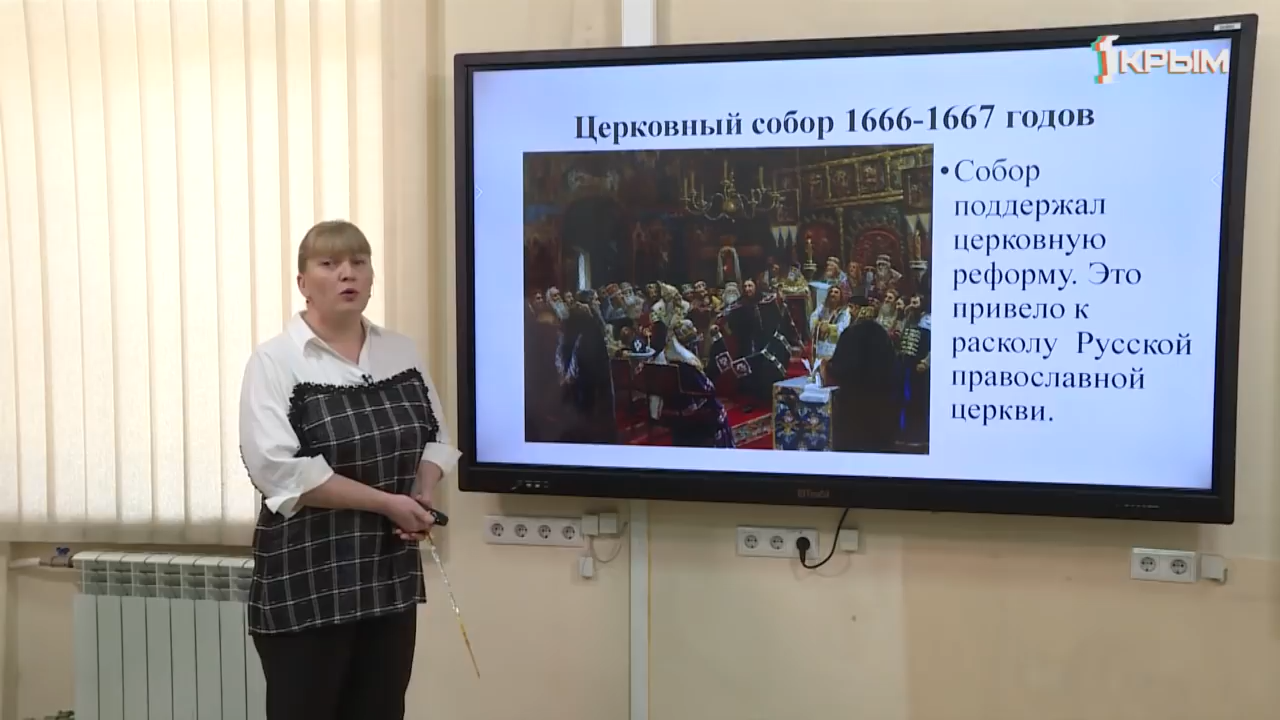 1КРЫМ
Церковный собор 1666-1667 годов
•Собор
поддержал
церковную
реформу. Это
привело к
расколу Русской
православной
церкви.